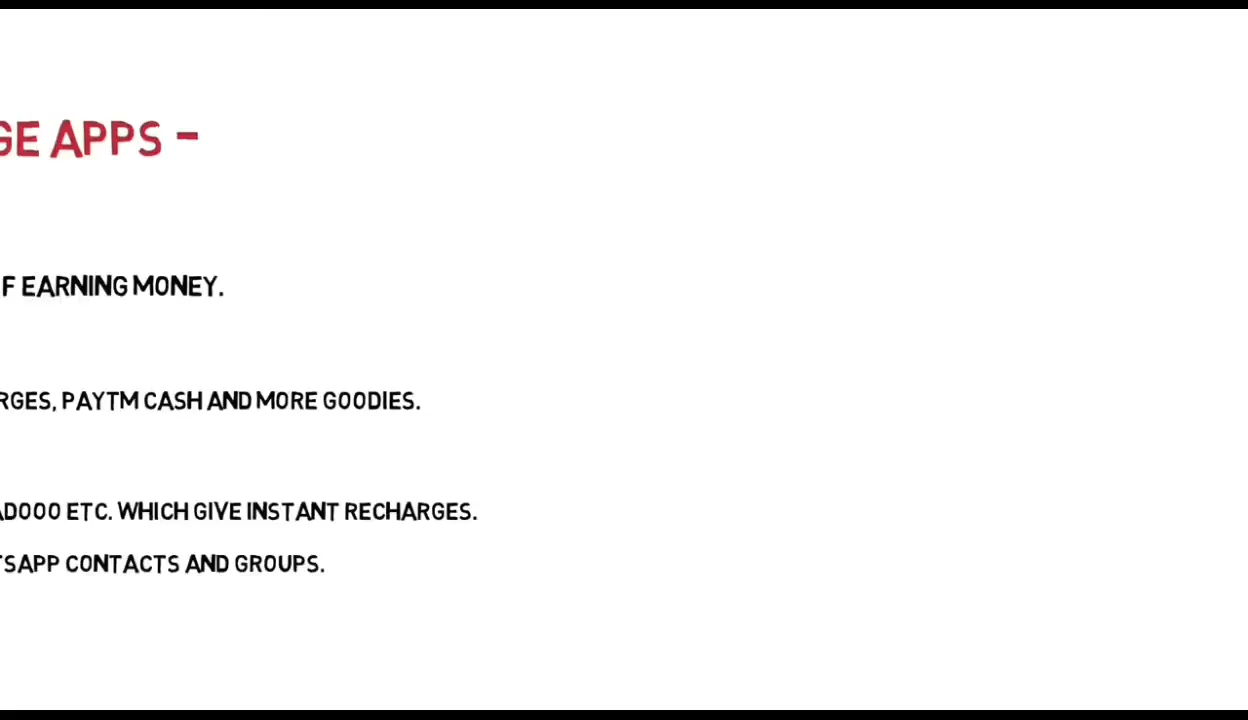 GE APPS -
F EARNING MONEY.
RGES, PAYTM CASH AND MORE GOODIES.
ADOOO ETC. WHICH GIVE INSTANT RECHARGES.
TSAPP CONTACTS AND GROUPS.